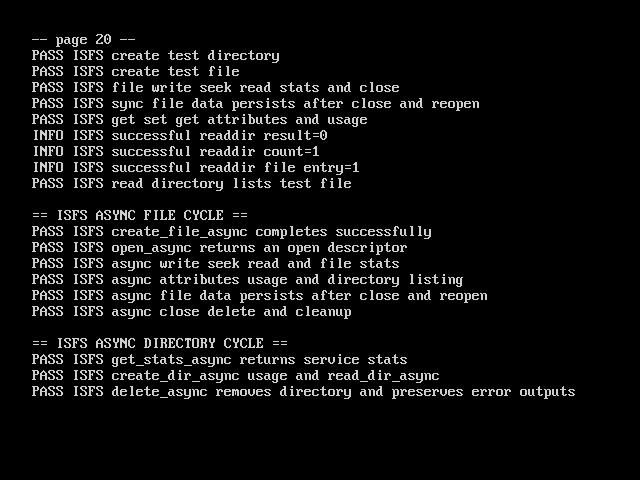 -- page 20 --
PASS ISFS create test directory
PASS ISFS create test file
PASS ISFS file write seek read stats and close
PASS ISFS sync file data persists after close and reopen
PASS ISFS get set get attributes and usage
INFO ISFS successful readdir result=0
INFO ISFS successful readdir count=1
INFO ISFS successful readdir file entry=1
PASS ISFS read directory lists test file
== ISFS ASYNC FILE CYCLE ==
PASS ISFS create_file_async completes successfully
PASS ISFS open_async returns an open descriptor
PASS ISFS async write seek read and file stats
PASS ISFS async attributes usage and directory listing
PASS ISFS async file data persists after close and reopen
PASS ISFS async close delete and cleanup
== ISFS ASYNC DIRECTORY CYCLE ==
PASS ISFS get_stats_async returns service stats
PASS ISFS create_dir_async usage and read_dir_async
PASS ISFS delete_async removes directory and preserves error outputs